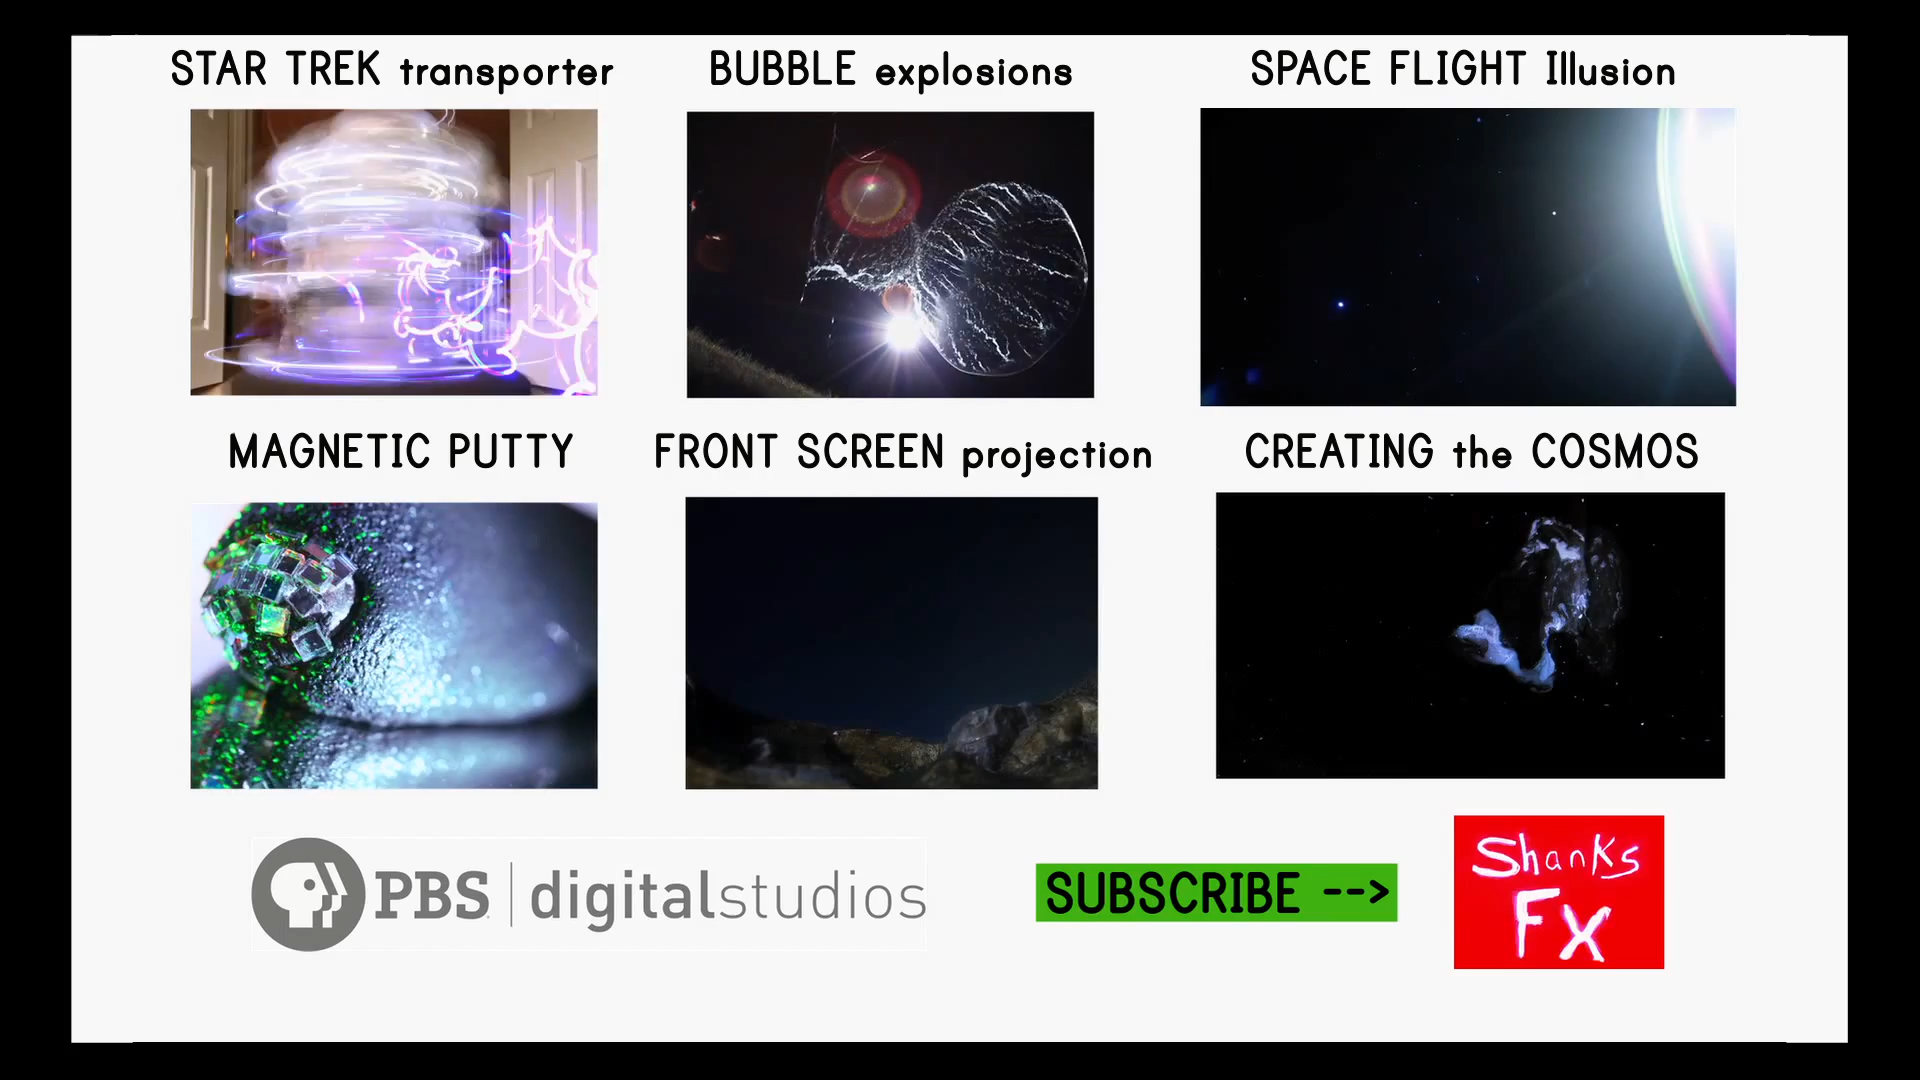 STAR TREK transporter
BUBBLE explosions
SPACE FLIGHT Illusion
MAGNETIC PUTTY
FRONT SCREEN projection
CREATING the COSMOS
PBS digitalstudios
SUBSCRIBE -->
Shanks
FX